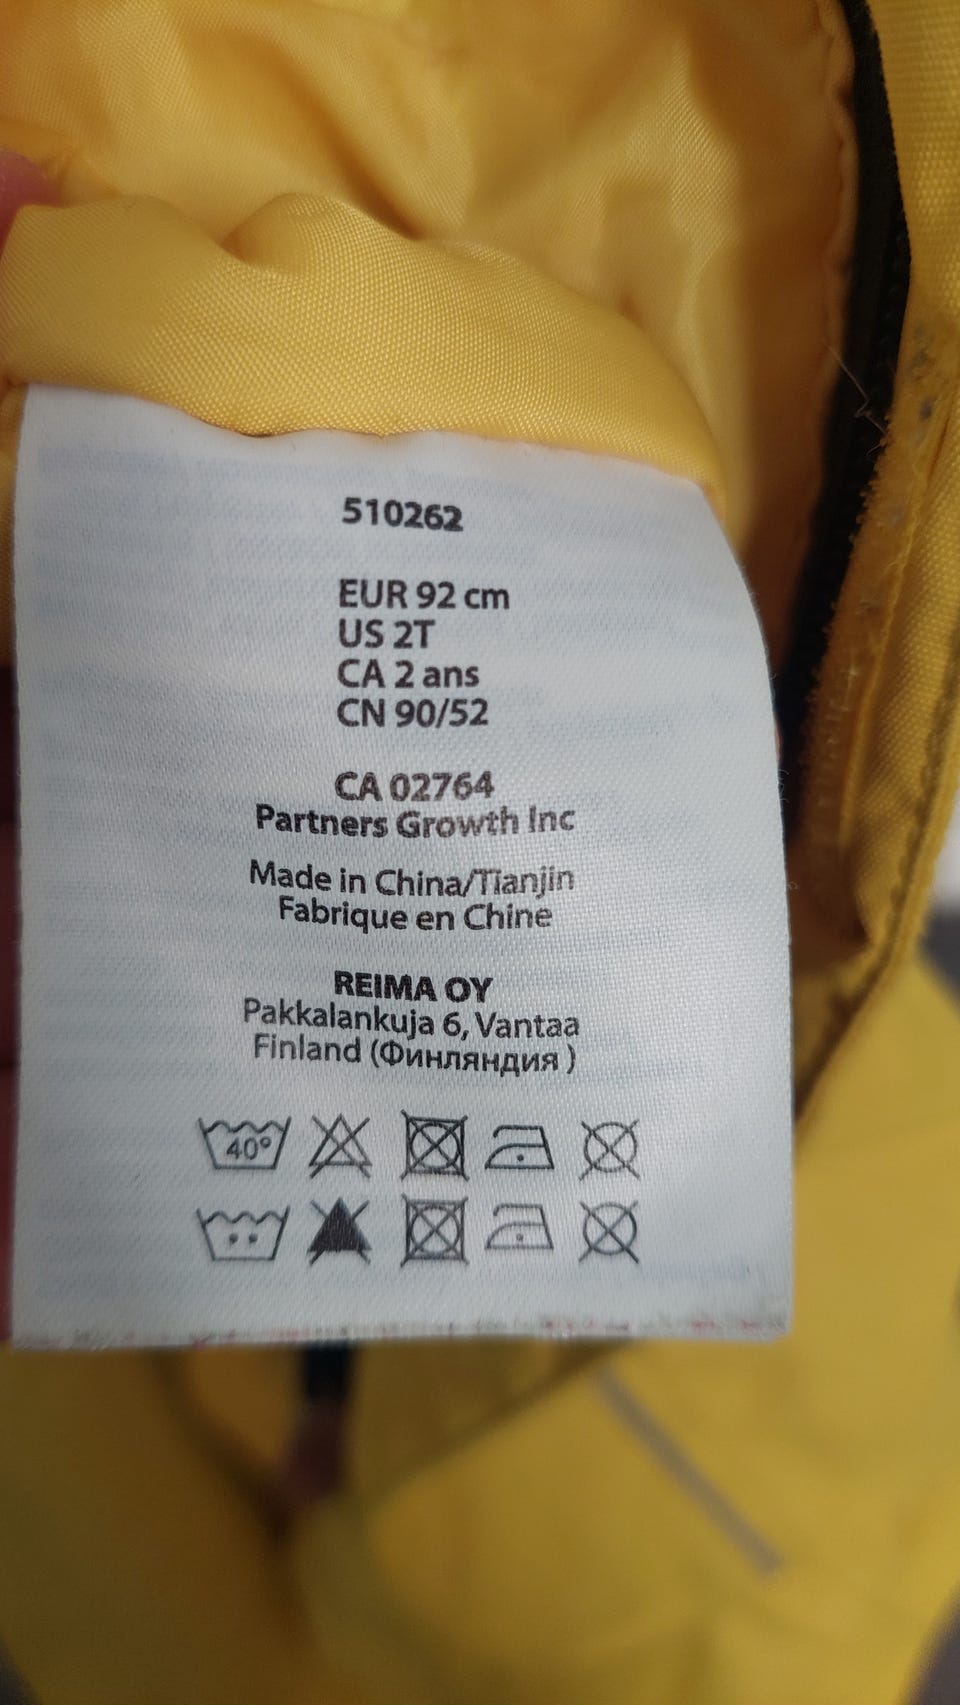 510262
EUR 92 cm
US 2T
CA 2 ans
CN 90/52
CA 02764
Partners Growth Inc
Made in China/Tianjin
Fabrique en Chine
REIMA OY
Pakkalankuja 6, Vantaa
Finland (Финляндия )
40°